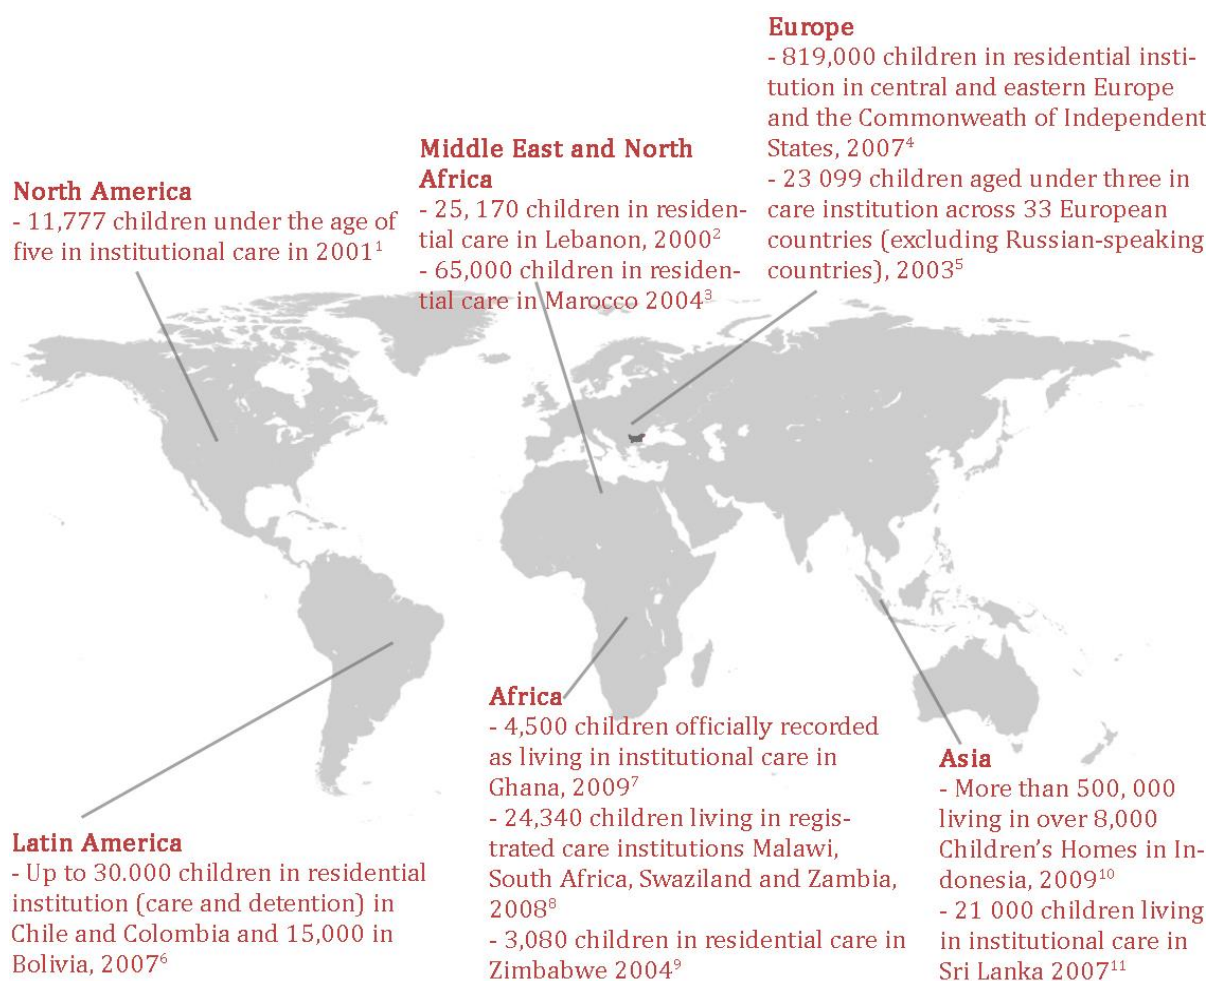 Europe
- 819,000 children in residential insti-
tution in central and eastern Europe
and the Commonweath of Independent
States, 2007⁴
- 23 099 children aged under three in
care institution across 33 European
countries (excluding Russian-speaking
countries), 2003⁵
Middle East and North
Africa
- 25, 170 children in residen-
tial care in Lebanon, 2000²
- 65,000 children in residen-
tial care in Marocco 2004³
North America
- 11,777 children under the age of
five in institutional care in 2001¹
Latin America
- Up to 30.000 children in residential
institution (care and detention) in
Chile and Colombia and 15,000 in
Bolivia, 2007⁶
Africa
- 4,500 children officially recorded
as living in institutional care in
Ghana, 2009⁷
- 24,340 children living in regis-
trated care institutions Malawi,
South Africa, Swaziland and Zambia,
2008⁸
- 3,080 children in residential care in
Zimbabwe 2004⁹
Asia
- More than 500, 000
living in over 8,000
Children's Homes in In-
donesia, 2009¹⁰
- 21 000 children living
in institutional care in
Sri Lanka 2007¹¹